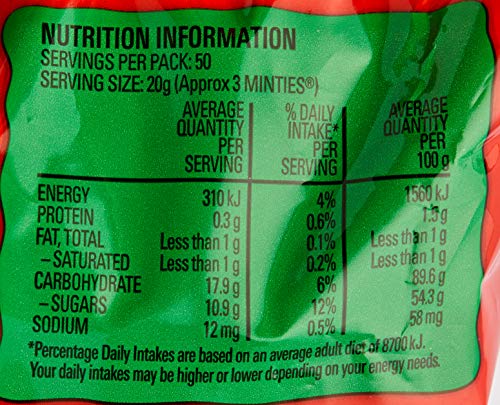 NUTRITION INFORMATION
SERVINGS PER PACK: 50
SERVING SIZE: 20g (Approx 3 MINTIES®)
AVERAGE QUANTITY PER SERVING % DAILY INTAKE* PER SERVING AVERAGE QUANTITY PER 100 g
ENERGY 310 kJ 4% 1560 kJ
PROTEIN 0.3 g 0.6% 1.5 g
FAT, TOTAL Less than 1 g 0.1% Less than 1 g
– SATURATED Less than 1 g 0.2% Less than 1 g
CARBOHYDRATE 17.9 g 6% 89.6 g
– SUGARS 10.9 g 12% 54.3 g
SODIUM 12 mg 0.5% 58 mg
*Percentage Daily Intakes are based on an average adult diet of 8700 kJ.
Your daily intakes may be higher or lower depending on your energy needs.